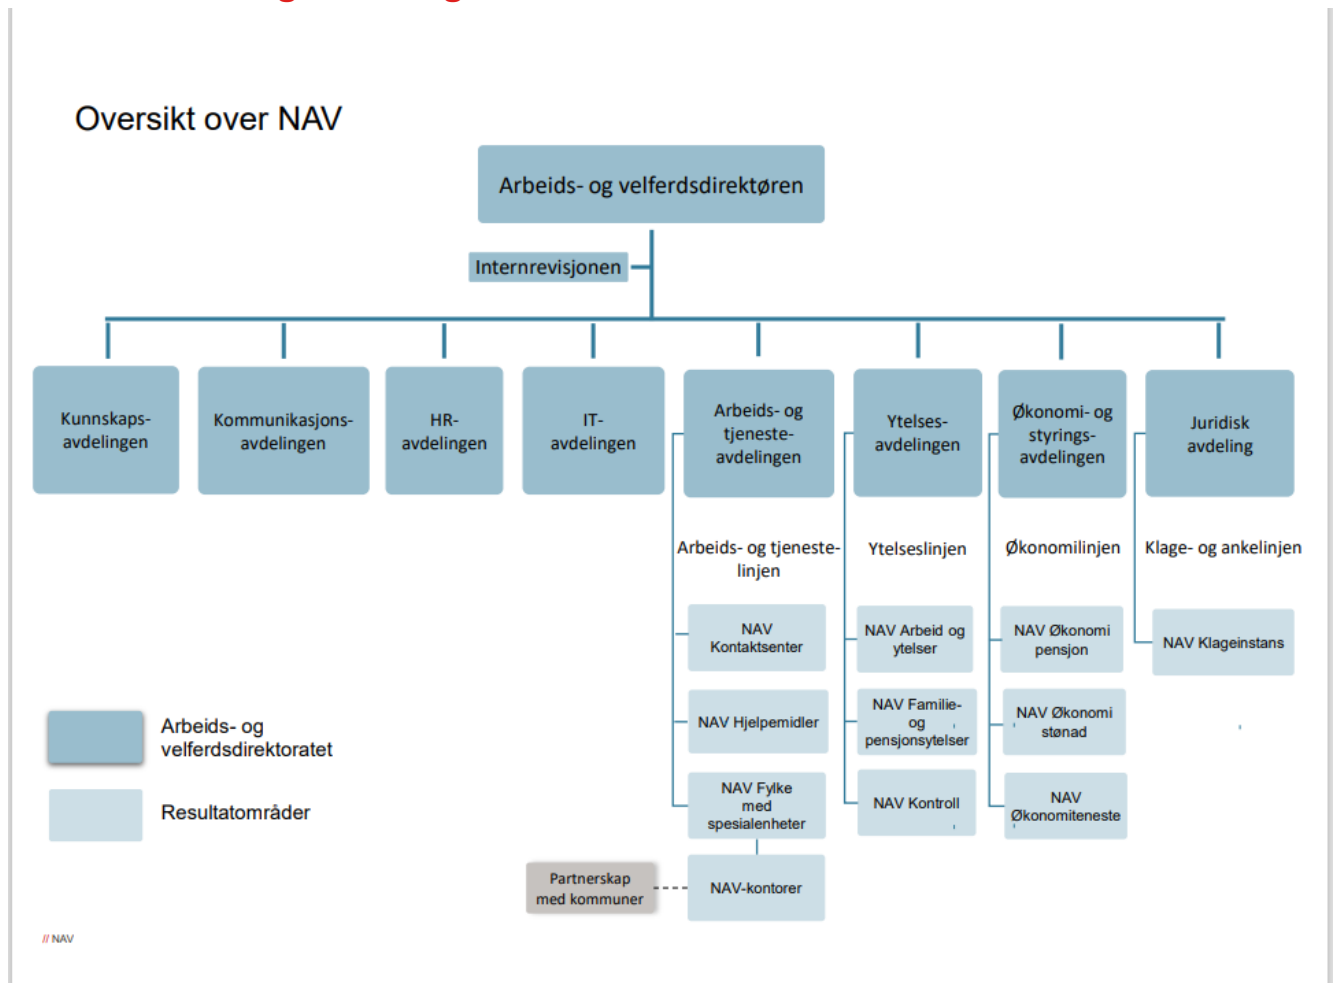 Oversikt over NAV
Arbeids- og velferdsdirektøren
Internrevisjonen
Kunnskaps-
avdelingen
Kommunikasjons-
avdelingen
HR-
avdelingen
IT-
avdelingen
Arbeids- og
tjeneste-
avdelingen
Ytelses-
avdelingen
Økonomi- og
styrings-
avdelingen
Juridisk
avdeling
Arbeids- og tjeneste-
linjen
Ytelseslinjen
Økonomilinjen
Klage- og ankelinjen
NAV
Kontaktsenter
NAV Arbeid og
ytelser
NAV Økonomi
pensjon
NAV Klageinstans
NAV Hjelpemidler
NAV Familie-
og
pensjonsytelser
NAV Økonomi
stønad
NAV Fylke
med
spesialenheter
NAV Kontroll
NAV
Økonomiteneste
Partnerskap
med kommuner
NAV-kontorer
Arbeids- og
velferdsdirektoratet
Resultatområder
// NAV